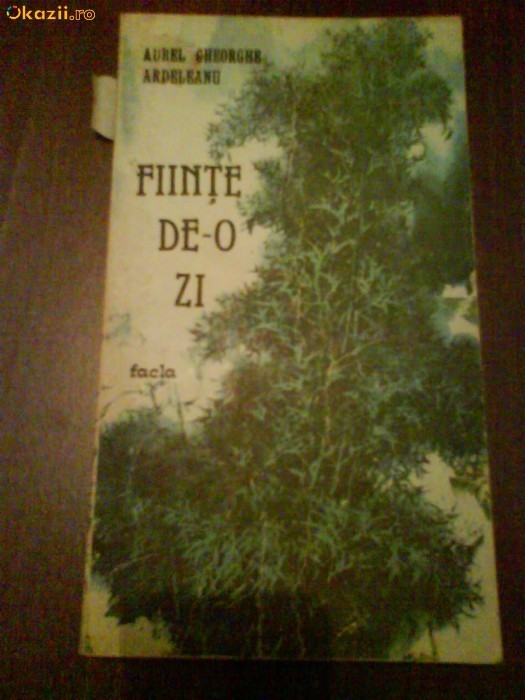 Okazii.ro
AUREL GHEORGHE
ARDELEANU
FIINȚE
DE-O
ZI
facla